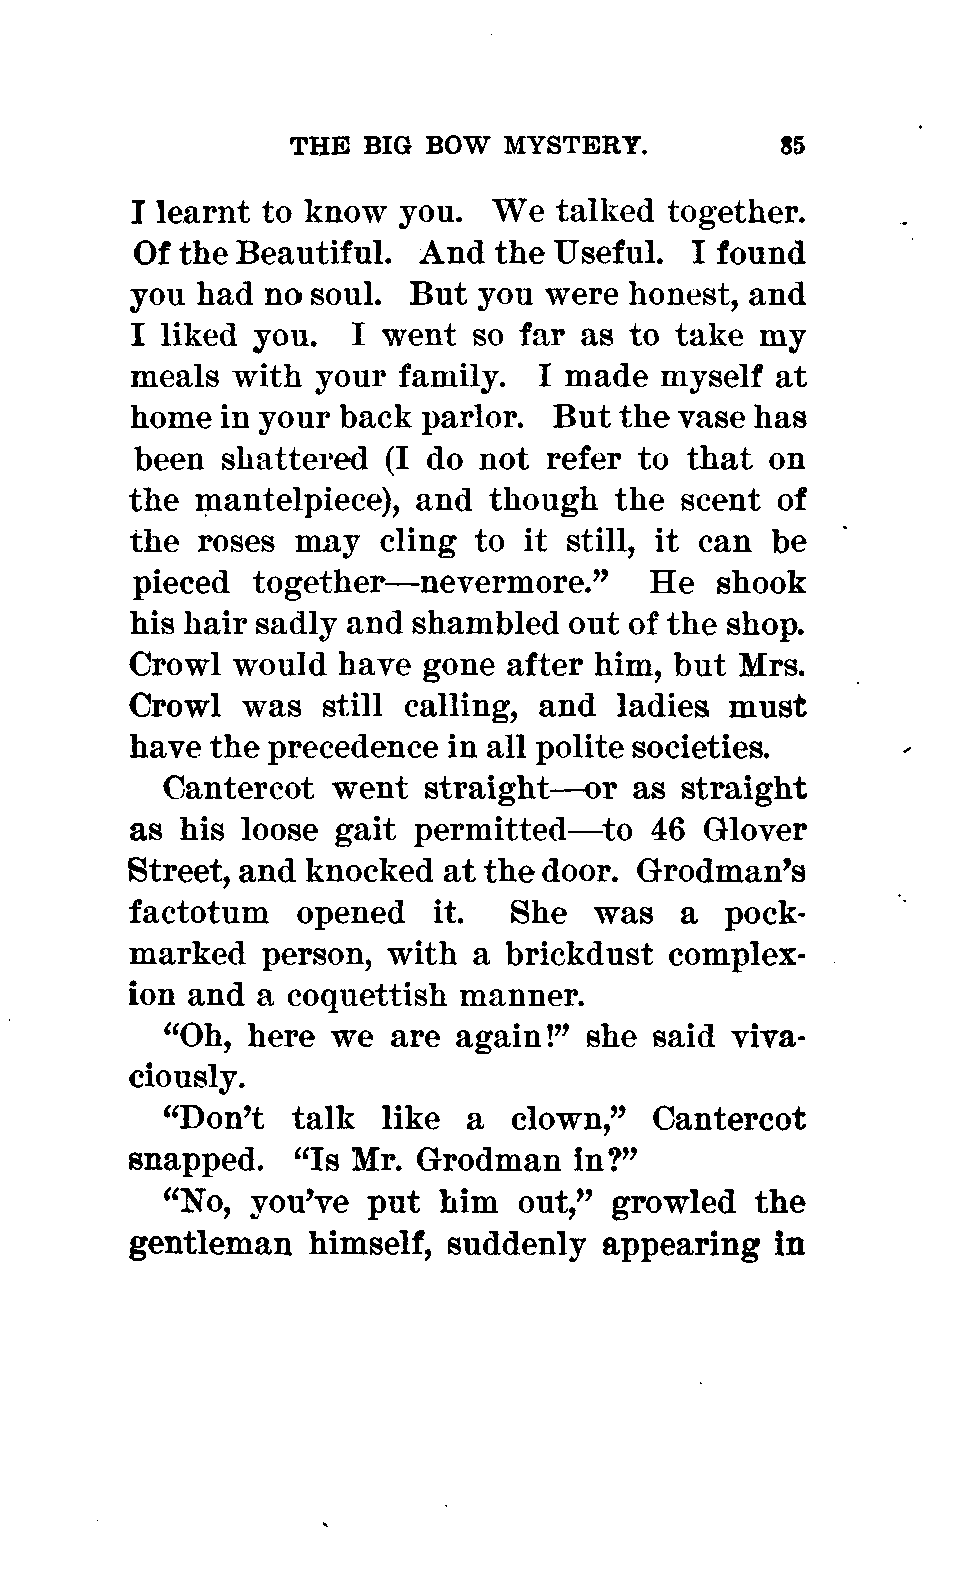 THE BIG BOW MYSTERY. 85
I learnt to know you. We talked together.
Of the Beautiful. And the Useful. I found
you had no soul. But you were honest, and
I liked you. I went so far as to take my
meals with your family. I made myself at
home in your back parlor. But the vase has
been shattered (I do not refer to that on
the mantelpiece), and though the scent of
the roses may cling to it still, it can be
pieced together—nevermore.” He shook
his hair sadly and shambled out of the shop.
Crowl would have gone after him, but Mrs.
Crowl was still calling, and ladies must
have the precedence in all polite societies.
Cantercot went straight—or as straight
as his loose gait permitted—to 46 Glover
Street, and knocked at the door. Grodman’s
factotum opened it. She was a pock-
marked person, with a brickdust complex-
ion and a coquettish manner.
“Oh, here we are again!” she said viva-
ciously.
“Don’t talk like a clown,” Cantercot
snapped. “Is Mr. Grodman in?”
“No, you’ve put him out,” growled the
gentleman himself, suddenly appearing in